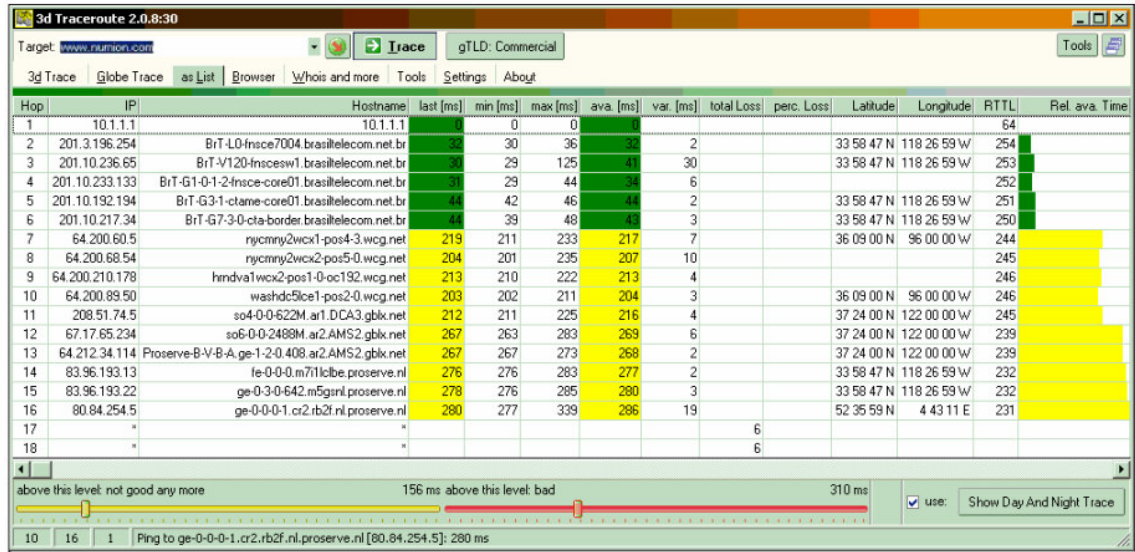 3d Traceroute 2.0.8:30
Target: www.numion.com Trace gTLD: Commercial Tools
3d Trace Globe Trace as List Browser Whois and more Tools Settings About
Hop IP Hostname last [ms] min [ms] max [ms] ava. [ms] var. [ms] total Loss perc. Loss Latitude Longitude RTTL Rel. ava. Time
1 10.1.1.1 10.1.1.1 0 0 0 0 64
2 201.3.196.254 BrT-L0-fnsce7004.brasiltelecom.net.br 32 30 36 32 2 33 58 47 N 118 26 59 W 254
3 201.10.236.65 BrT-V120-fnscesw1.brasiltelecom.net.br 30 29 125 41 30 33 58 47 N 118 26 59 W 253
4 201.10.233.133 BrT-G1-0-1-2-fnsce-core01.brasiltelecom.net.br 31 29 44 34 6 252
5 201.10.192.194 BrT-G3-1-ctame-core01.brasiltelecom.net.br 44 42 46 44 2 33 58 47 N 118 26 59 W 251
6 201.10.217.34 BrT-G7-3-0-cta-border.brasiltelecom.net.br 44 39 48 43 3 33 58 47 N 118 26 59 W 250
7 64.200.60.5 nycmny2wcx1-pos4-3.wcg.net 219 211 233 217 7 36 09 00 N 96 00 00 W 244
8 64.200.68.54 nycmny2wcx2-pos5-0.wcg.net 204 201 235 207 10 245
9 64.200.210.178 hrndva1wcx2-pos1-0-oc192.wcg.net 213 210 222 213 4 246
10 64.200.89.50 washdc5lce1-pos2-0.wcg.net 203 202 211 204 3 36 09 00 N 96 00 00 W 246
11 208.51.74.5 so4-0-0-622M.ar1.DCA3.gblx.net 212 211 225 216 4 37 24 00 N 122 00 00 W 245
12 67.17.65.234 so6-0-0-2488M.ar2.AMS2.gblx.net 267 263 283 269 6 37 24 00 N 122 00 00 W 239
13 64.212.34.114 Proserve-B-V-B-A.ge-1-2-0.408.ar2.AMS2.gblx.net 267 267 273 268 2 37 24 00 N 122 00 00 W 239
14 83.96.193.13 fe-0-0-0.m7i1lclbe.proserve.nl 276 276 283 277 2 33 58 47 N 118 26 59 W 232
15 83.96.193.22 ge-0-3-0-642.m5gsnl.proserve.nl 278 276 285 280 3 33 58 47 N 118 26 59 W 232
16 80.84.254.5 ge-0-0-0-1.cr2.rb2f.nl.proserve.nl 280 277 339 286 19 52 35 59 N 4 43 11 E 231
17 * * 6
18 * * 6
above this level: not good any more 156 ms above this level: bad 310 ms use: Show Day And Night Trace
10 16 1 Ping to ge-0-0-0-1.cr2.rb2f.nl.proserve.nl [80.84.254.5]: 280 ms